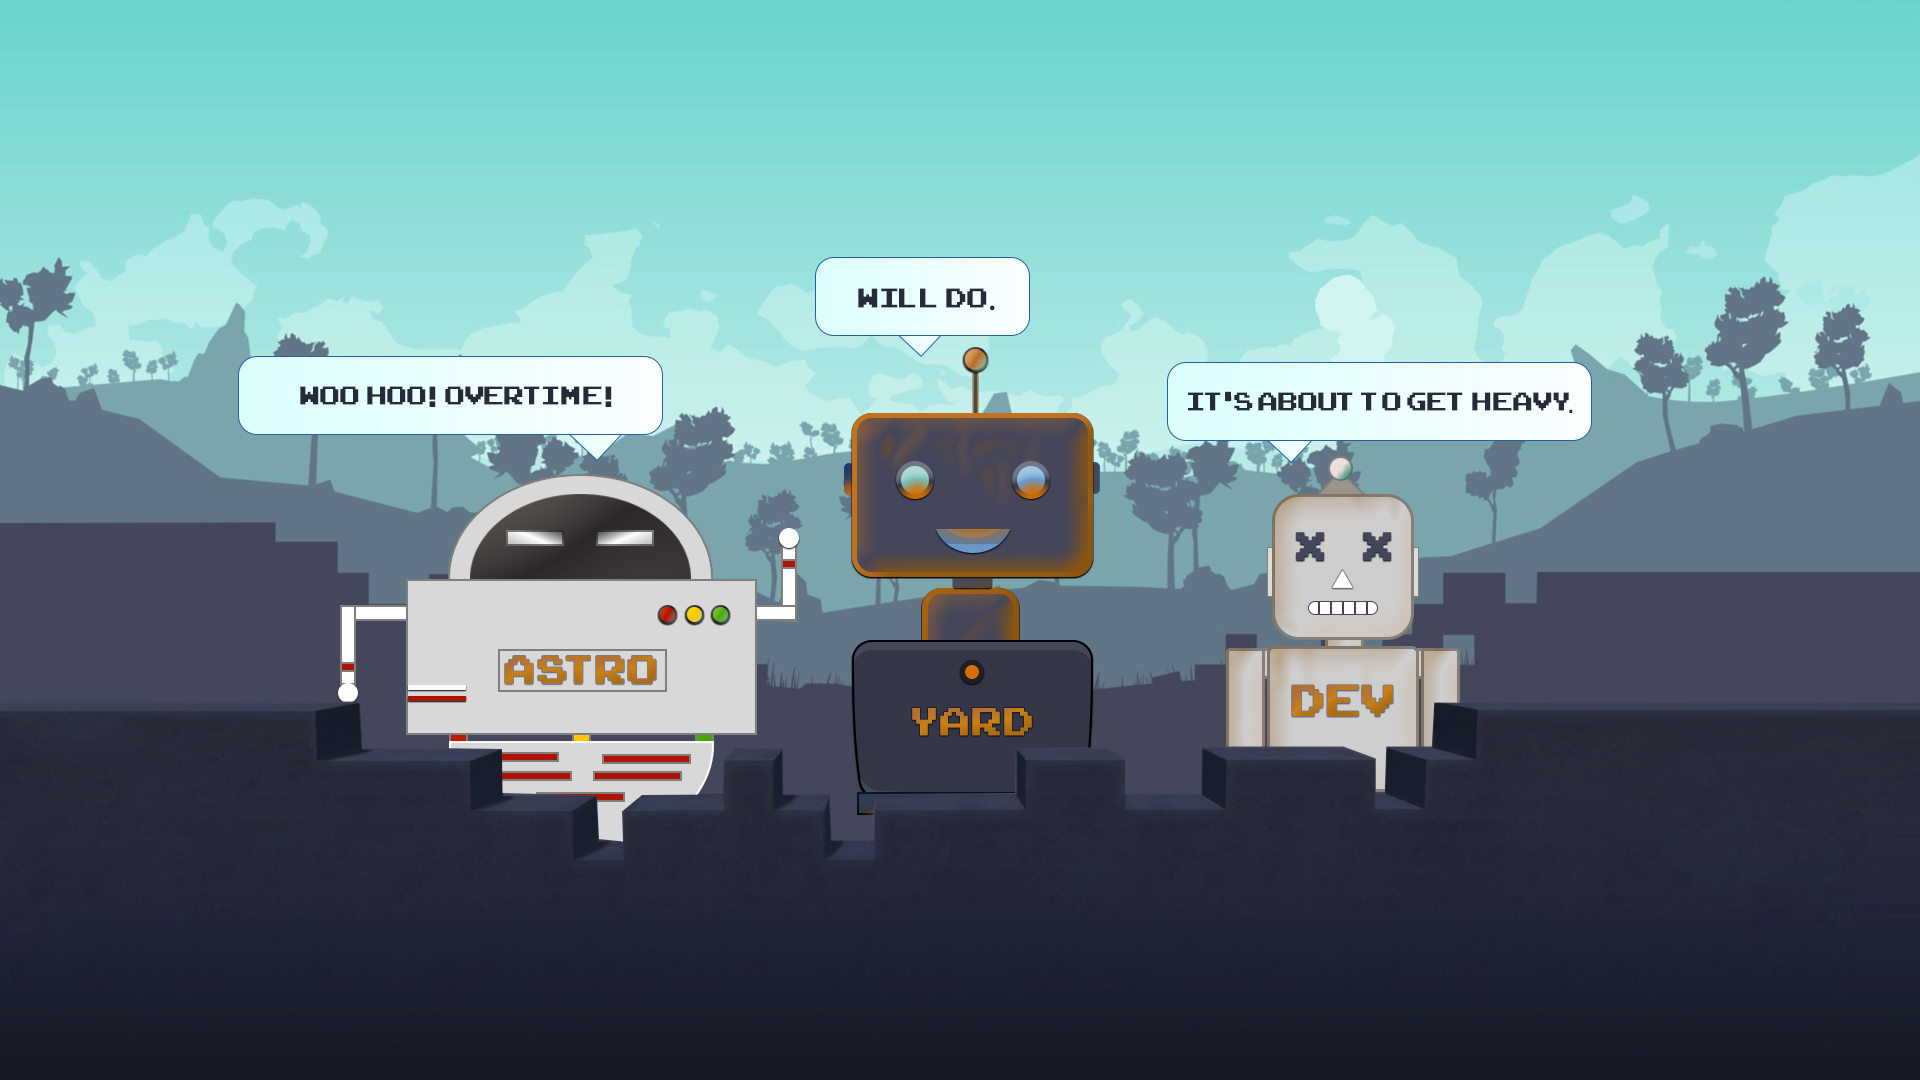 WILL DO.
WOO HOO! OVERTIME!
IT'S ABOUT TO GET HEAVY.
ASTRO
YARD
DEV